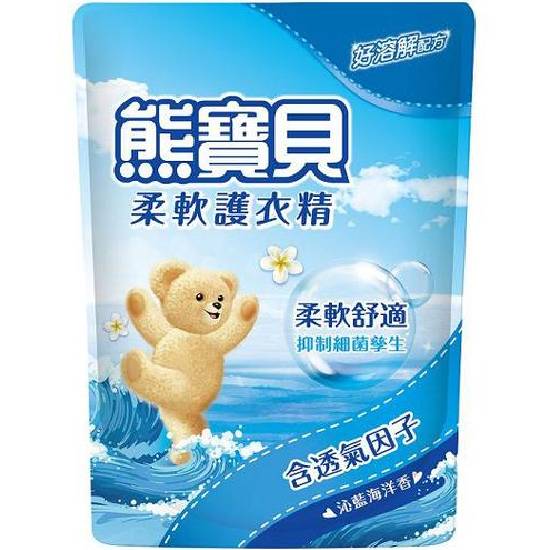 好溶解配方
熊寶貝
柔軟護衣精
柔軟舒適
抑制細菌孳生
含透氣因子
沁藍海洋香